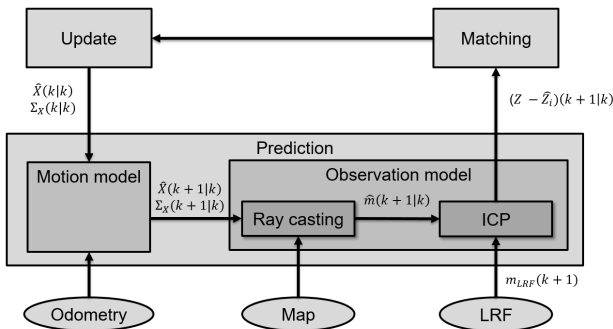 Update
Matching
X̂(k|k)
Σ_X(k|k)
(Z − Ẑ_i)(k + 1|k)
Prediction
Motion model
Observation model
X̂(k + 1|k)
Σ_X(k + 1|k)
m̂(k + 1|k)
Ray casting
ICP
m_LRF(k + 1)
Odometry
Map
LRF